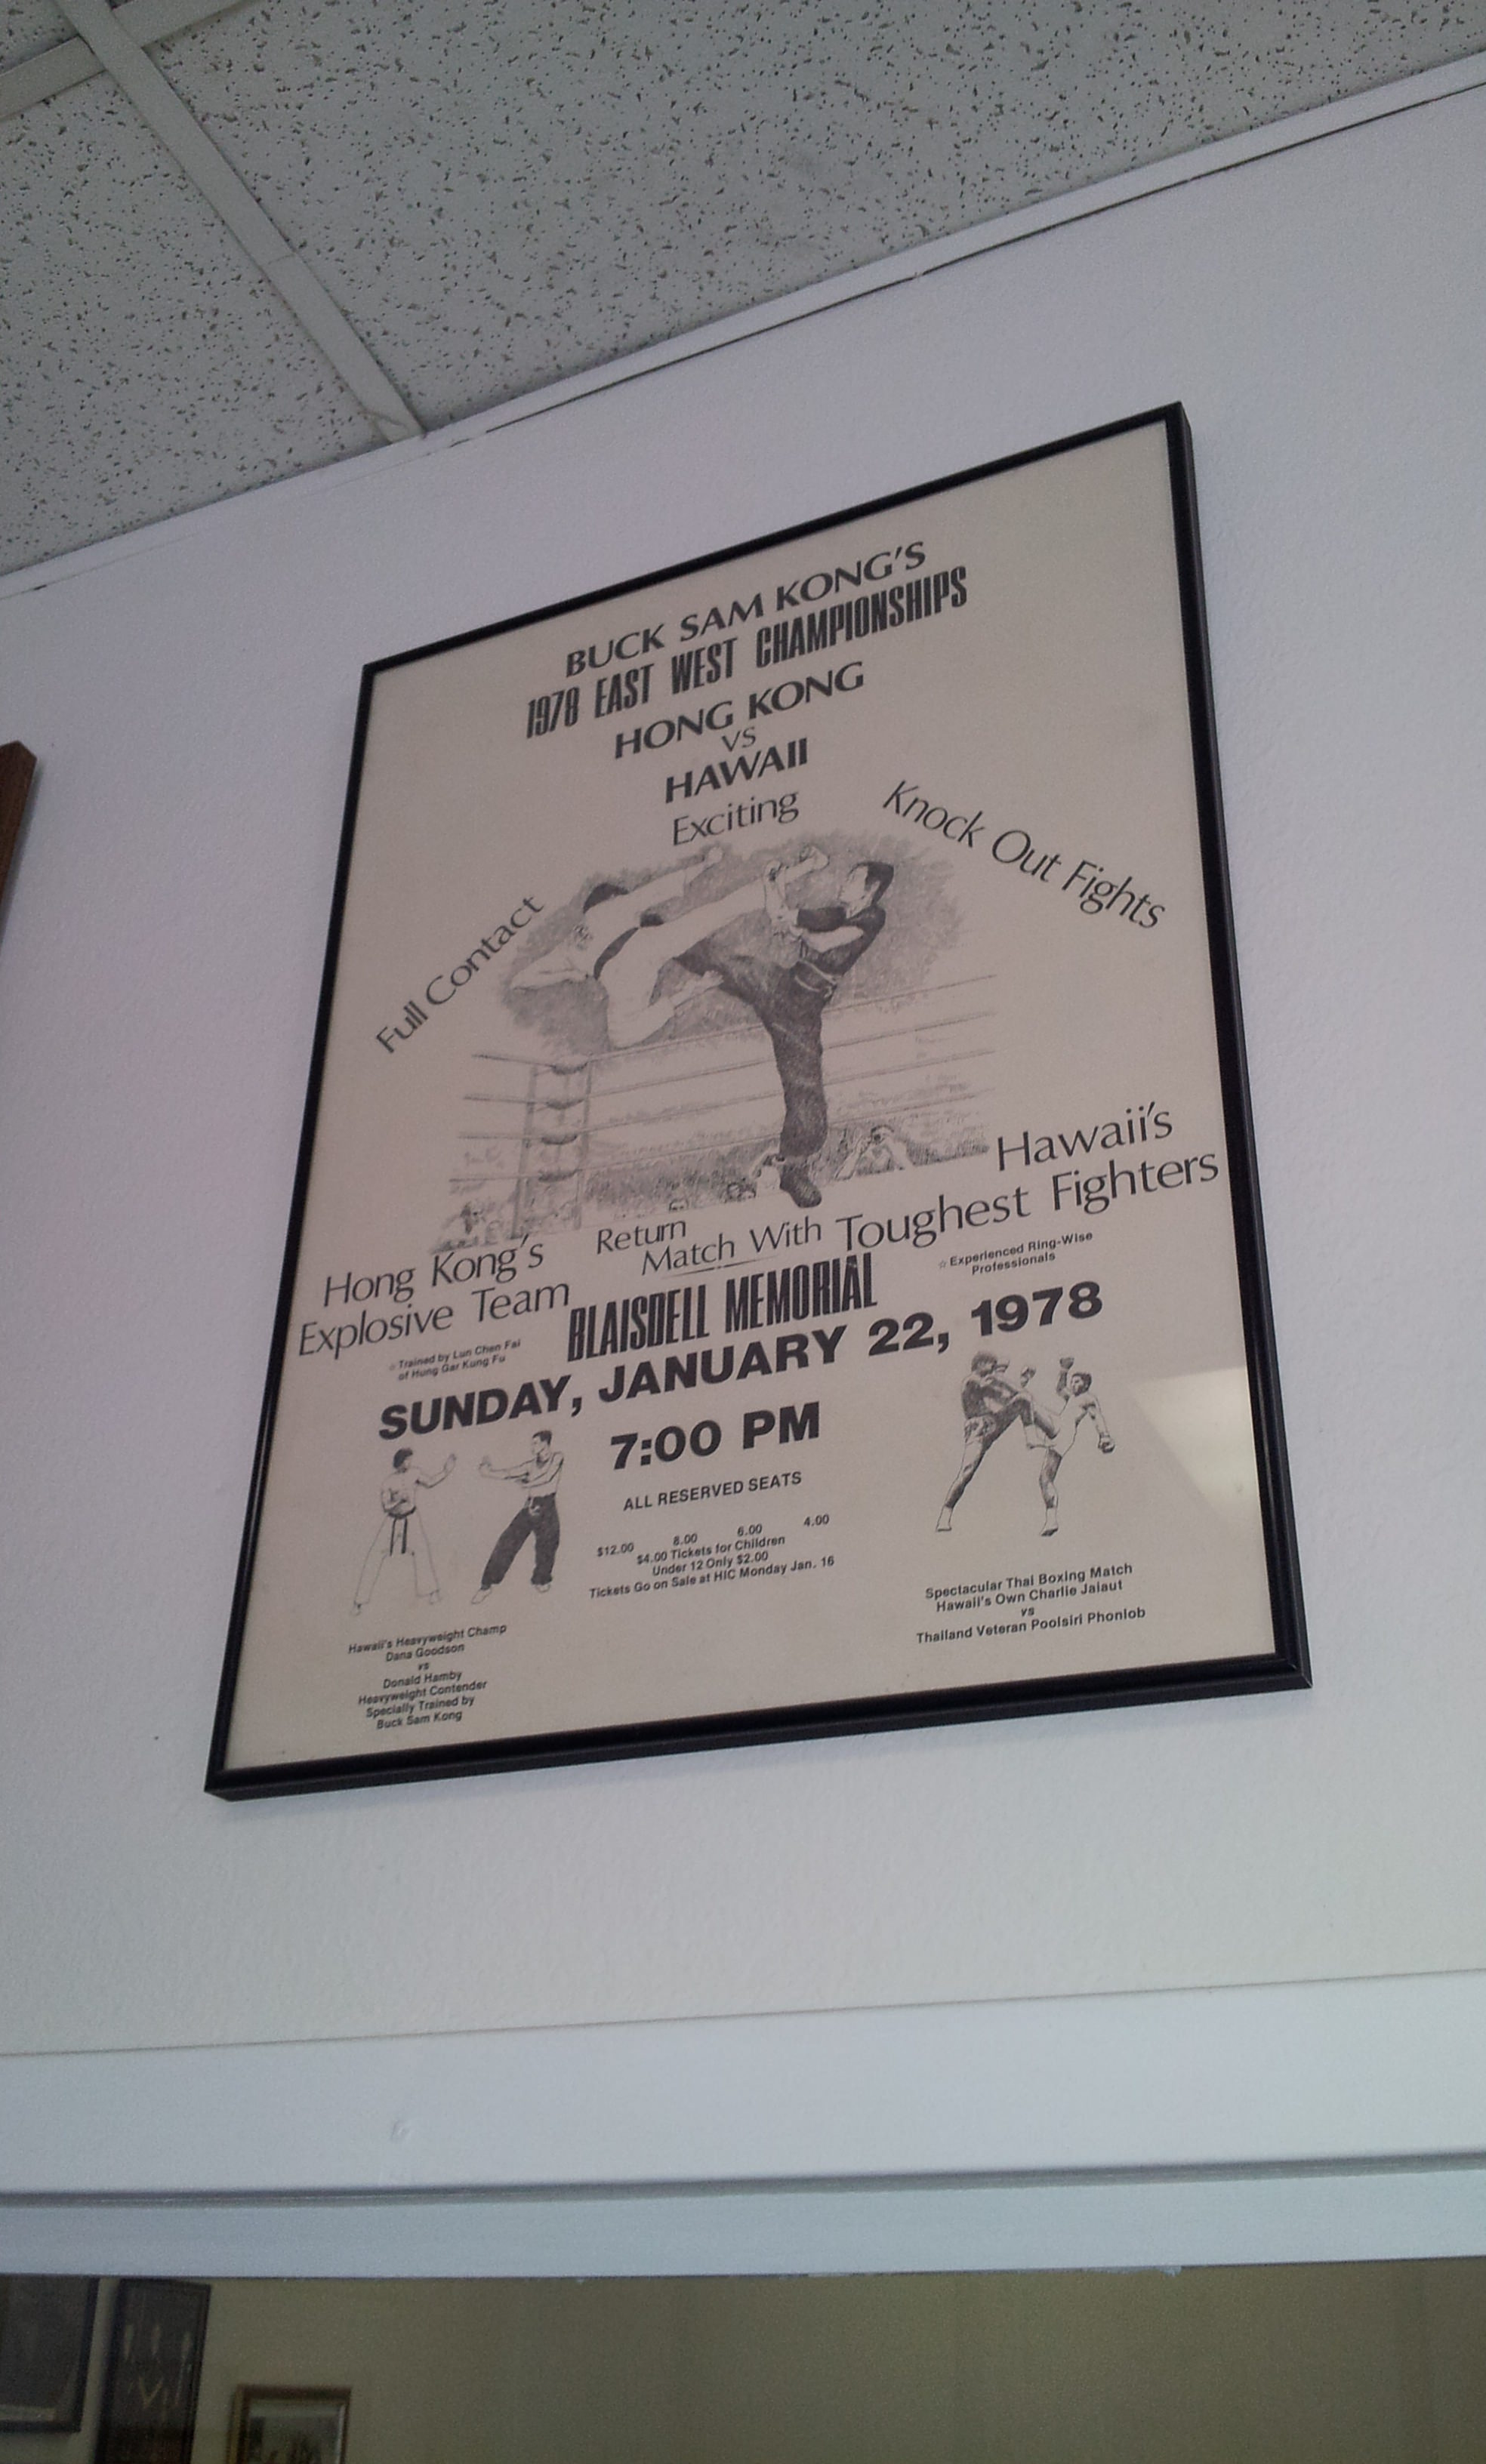 BUCK SAM KONG'S
1978 EAST WEST CHAMPIONSHIPS
HONG KONG
VS
HAWAII
Exciting
Full Contact
Knock Out Fights
Hong Kong's
Explosive Team
☆Trained by Lun Chen Fai
of Hung Gar Kung Fu
Return
Match With
Hawaii's
Toughest Fighters
☆Experienced Ring-Wise
Professionals
BLAISDELL MEMORIAL
SUNDAY, JANUARY 22, 1978
7:00 PM
ALL RESERVED SEATS
$12.00 8.00 6.00 4.00
$4.00 Tickets for Children
Under 12 Only $2.00
Tickets Go on Sale at HIC Monday Jan. 16
Hawaii's Heavyweight Champ
Dana Goodson
vs
Donald Hamby
Heavyweight Contender
Specially Trained by
Buck Sam Kong
Spectacular Thai Boxing Match
Hawaii's Own Charlie Jalaut
vs
Thailand Veteran Poolsiri Phonlob